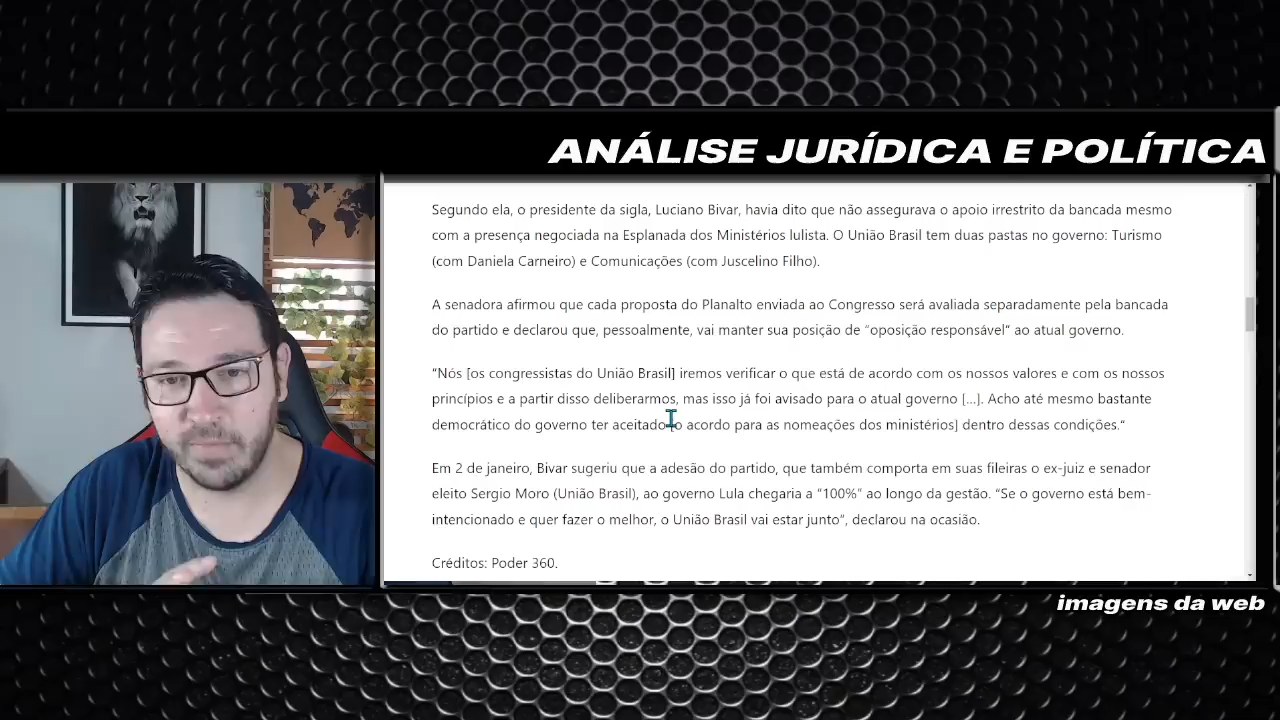 ANÁLISE JURÍDICA E POLÍTICA
Segundo ela, o presidente da sigla, Luciano Bivar, havia dito que não assegurava o apoio irrestrito da bancada mesmo
com a presença negociada na Esplanada dos Ministérios lulista. O União Brasil tem duas pastas no governo: Turismo
(com Daniela Carneiro) e Comunicações (com Juscelino Filho).
A senadora afirmou que cada proposta do Planalto enviada ao Congresso será avaliada separadamente pela bancada
do partido e declarou que, pessoalmente, vai manter sua posição de “oposição responsável” ao atual governo.
“Nós [os congressistas do União Brasil] iremos verificar o que está de acordo com os nossos valores e com os nossos
princípios e a partir disso deliberarmos, mas isso já foi avisado para o atual governo [...]. Acho até mesmo bastante
democrático do governo ter aceitado [o acordo para as nomeações dos ministérios] dentro dessas condições.”
Em 2 de janeiro, Bivar sugeriu que a adesão do partido, que também comporta em suas fileiras o ex-juiz e senador
eleito Sergio Moro (União Brasil), ao governo Lula chegaria a “100%” ao longo da gestão. “Se o governo está bem-
intencionado e quer fazer o melhor, o União Brasil vai estar junto”, declarou na ocasião.
Créditos: Poder 360.
imagens da web